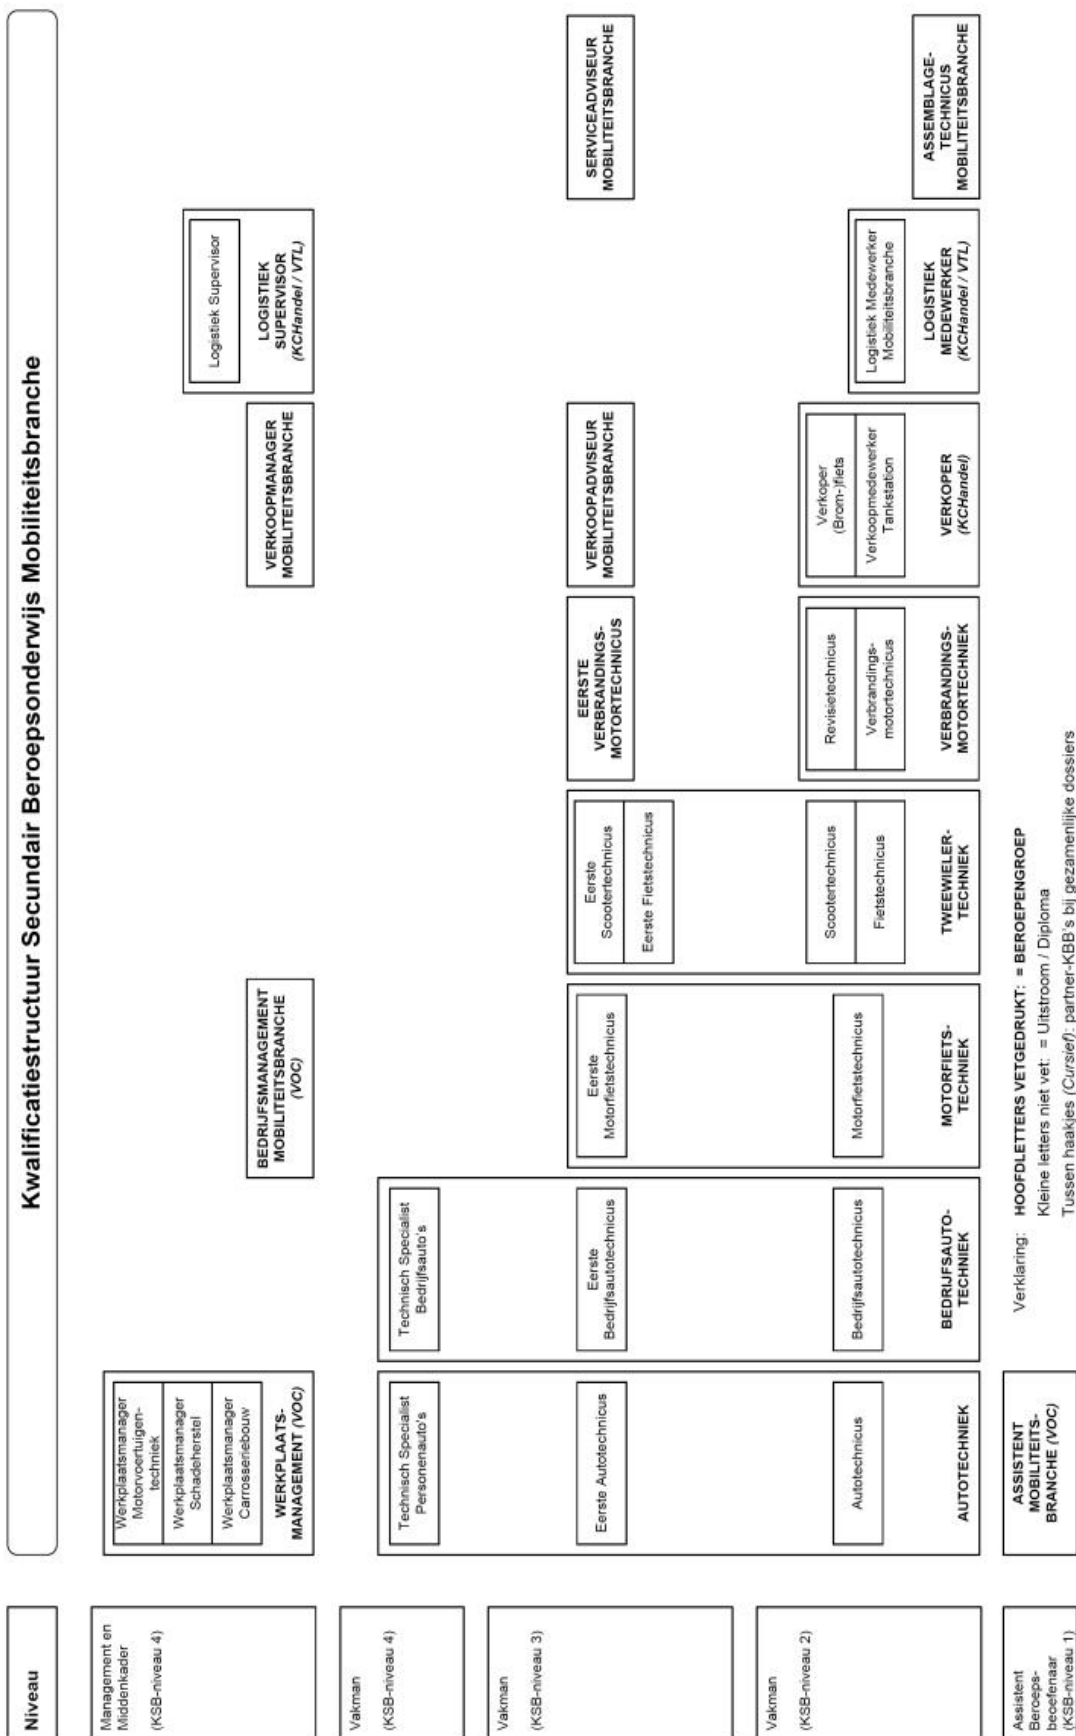 Kwalificatiestructuur Secundair Beroepsonderwijs Mobiliteitsbranche
Niveau
Management en
Middenkader
(KSB-niveau 4)
Werkplaatsmanager
Motorvoertuigen-
techniek
Werkplaatsmanager
Schadeherstel
Werkplaatsmanager
Carrosseriebouw
WERKPLAATS-
MANAGEMENT (VOC)
BEDRIJFSMANAGEMENT
MOBILITEITSBRANCHE
(VOC)
VERKOOPMANAGER
MOBILITEITSBRANCHE
Logistiek Supervisor
LOGISTIEK
SUPERVISOR
(KCHandel / VTL)
Vakman
(KSB-niveau 4)
Technisch Specialist
Personenauto's
Technisch Specialist
Bedrijfsauto's
Vakman
(KSB-niveau 3)
Eerste Autotechnicus
Eerste
Bedrijfsautotechnicus
Eerste
Motorfietstechnicus
Eerste
Scootertechnicus
Eerste Fietstechnicus
EERSTE
VERBRANDINGS-
MOTORTECHNICUS
VERKOOPADVISEUR
MOBILITEITSBRANCHE
SERVICEADVISEUR
MOBILITEITSBRANCHE
Vakman
(KSB-niveau 2)
Autotechnicus
AUTOTECHNIEK
Bedrijfsautotechnicus
BEDRIJFSAUTO-
TECHNIEK
Motorfietstechnicus
MOTORFIETS-
TECHNIEK
Scootertechnicus
Fietstechnicus
TWEEWIELER-
TECHNIEK
Revisietechnicus
Verbrandings-
motortechnicus
VERBRANDINGS-
MOTORTECHNIEK
Verkoper
(Brom-)fiets
Verkoopmedewerker
Tankstation
VERKOPER
(KCHandel)
Logistiek Medewerker
Mobiliteitsbranche
LOGISTIEK
MEDEWERKER
(KCHandel / VTL)
ASSEMBLAGE-
TECHNICUS
MOBILITEITSBRANCHE
Assistent
Beroeps-
beoefenaar
(KSB-niveau 1)
ASSISTENT
MOBILITEITS-
BRANCHE (VOC)
Verklaring: HOOFDLETTERS VETGEDRUKT: = BEROEPENGROEP
Kleine letters niet vet: = Uitstroom / Diploma
Tussen haakjes (Cursief): partner-KBB's bij gezamenlijke dossiers